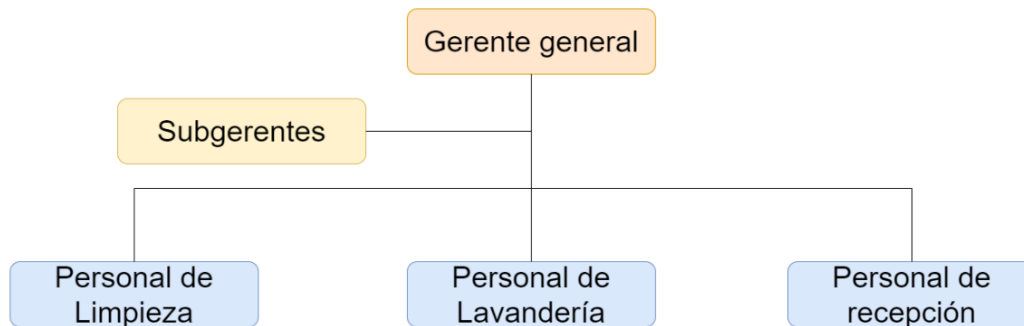 Gerente general
Subgerentes
Personal de
Limpieza
Personal de
Lavandería
Personal de
recepción